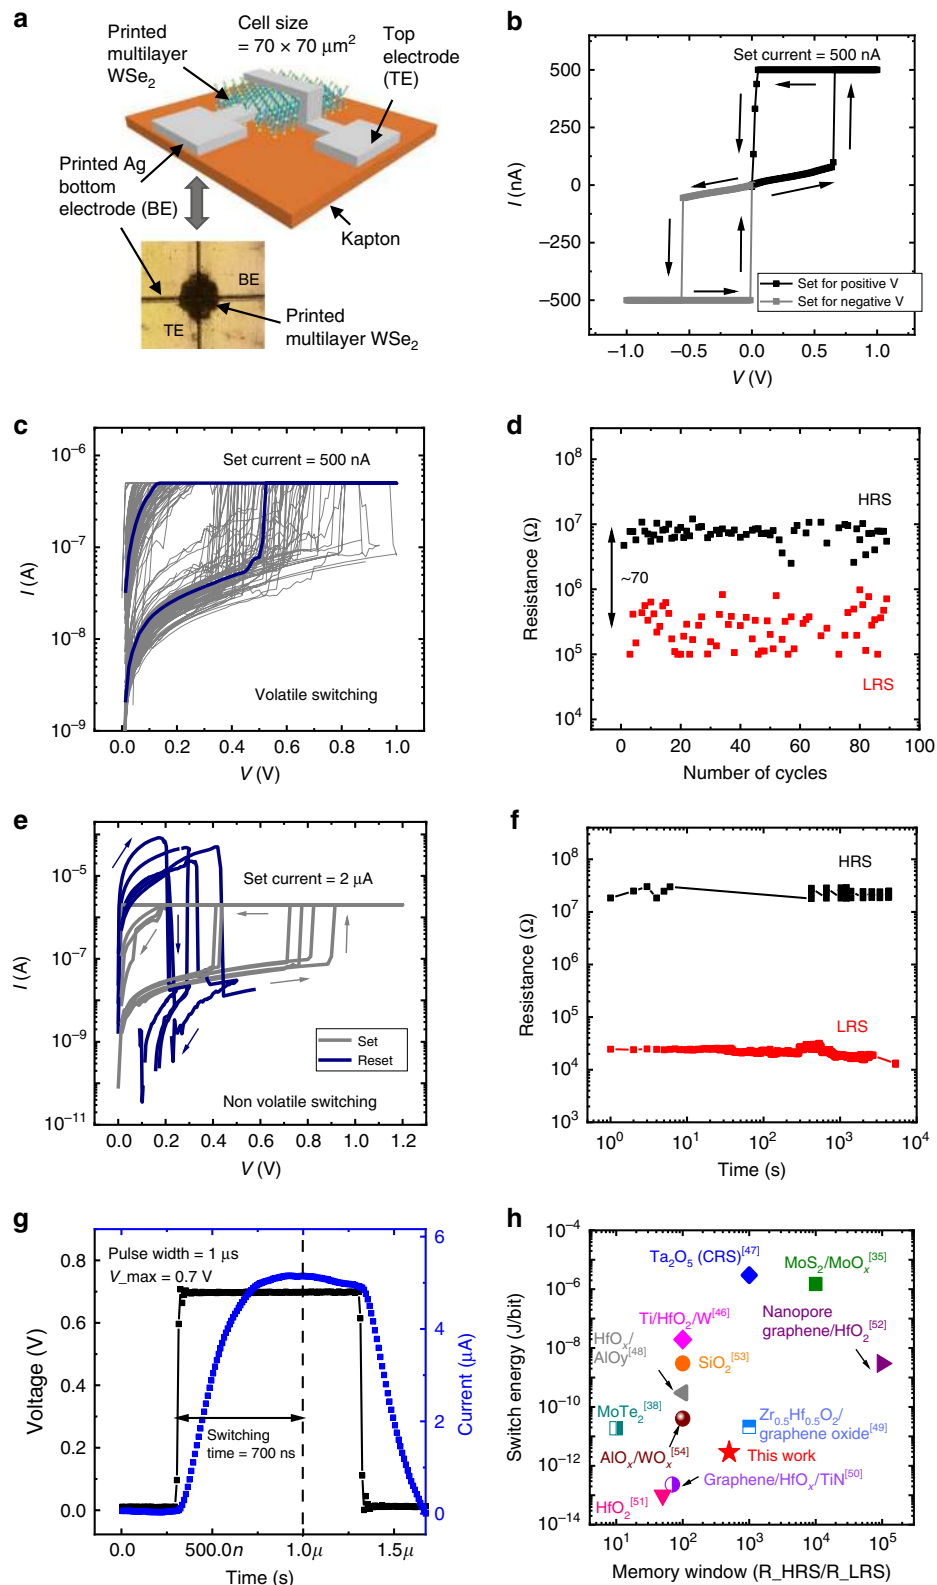 a
Printed
multilayer
WSe2
Cell size
= 70 × 70 μm2
Top
electrode
(TE)
Printed Ag
bottom
electrode (BE)
Kapton
BE
TE
Printed
multilayer WSe2
b
Set current = 500 nA
500
250
0
−250
−500
I (nA)
Set for positive V
Set for negative V
−1.0
−0.5
0.0
0.5
1.0
V (V)
c
Set current = 500 nA
10−6
10−7
10−8
10−9
I (A)
Volatile switching
0.0
0.2
0.4
0.6
0.8
1.0
V (V)
d
108
107
106
105
104
Resistance (Ω)
HRS
~70
LRS
0
20
40
60
80
100
Number of cycles
e
Set current = 2 μA
10−5
10−7
10−9
10−11
I (A)
Set
Reset
Non volatile switching
0.0
0.2
0.4
0.6
0.8
1.0
1.2
V (V)
f
108
107
106
105
104
103
Resistance (Ω)
HRS
LRS
100
101
102
103
104
Time (s)
g
Pulse width = 1 μs
V_max = 0.7 V
0.8
0.6
0.4
0.2
0.0
Voltage (V)
Switching
time = 700 ns
6
4
2
0
Current (μA)
0.0
500.0n
1.0μ
1.5μ
Time (s)
h
10−4
10−6
10−8
10−10
10−12
10−14
Switch energy (J/bit)
Ta2O5 (CRS)[47]
MoS2/MoOx[35]
Nanopore
graphene/HfO2[52]
Ti/HfO2/W[46]
HfOx/
AlOy[48]
SiO2[53]
MoTe2[38]
Zr0.5Hf0.5O2/
graphene oxide[49]
AlOx/WOx[54]
This work
Graphene/HfOx/TiN[50]
HfO2[51]
101
102
103
104
105
Memory window (R_HRS/R_LRS)